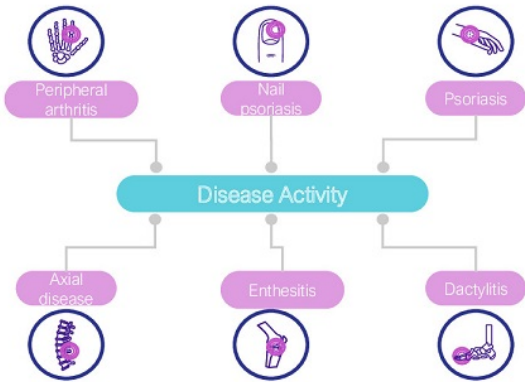 Peripheral
arthritis
Nail
psoriasis
Psoriasis
Disease Activity
Axial
disease
Enthesitis
Dactylitis